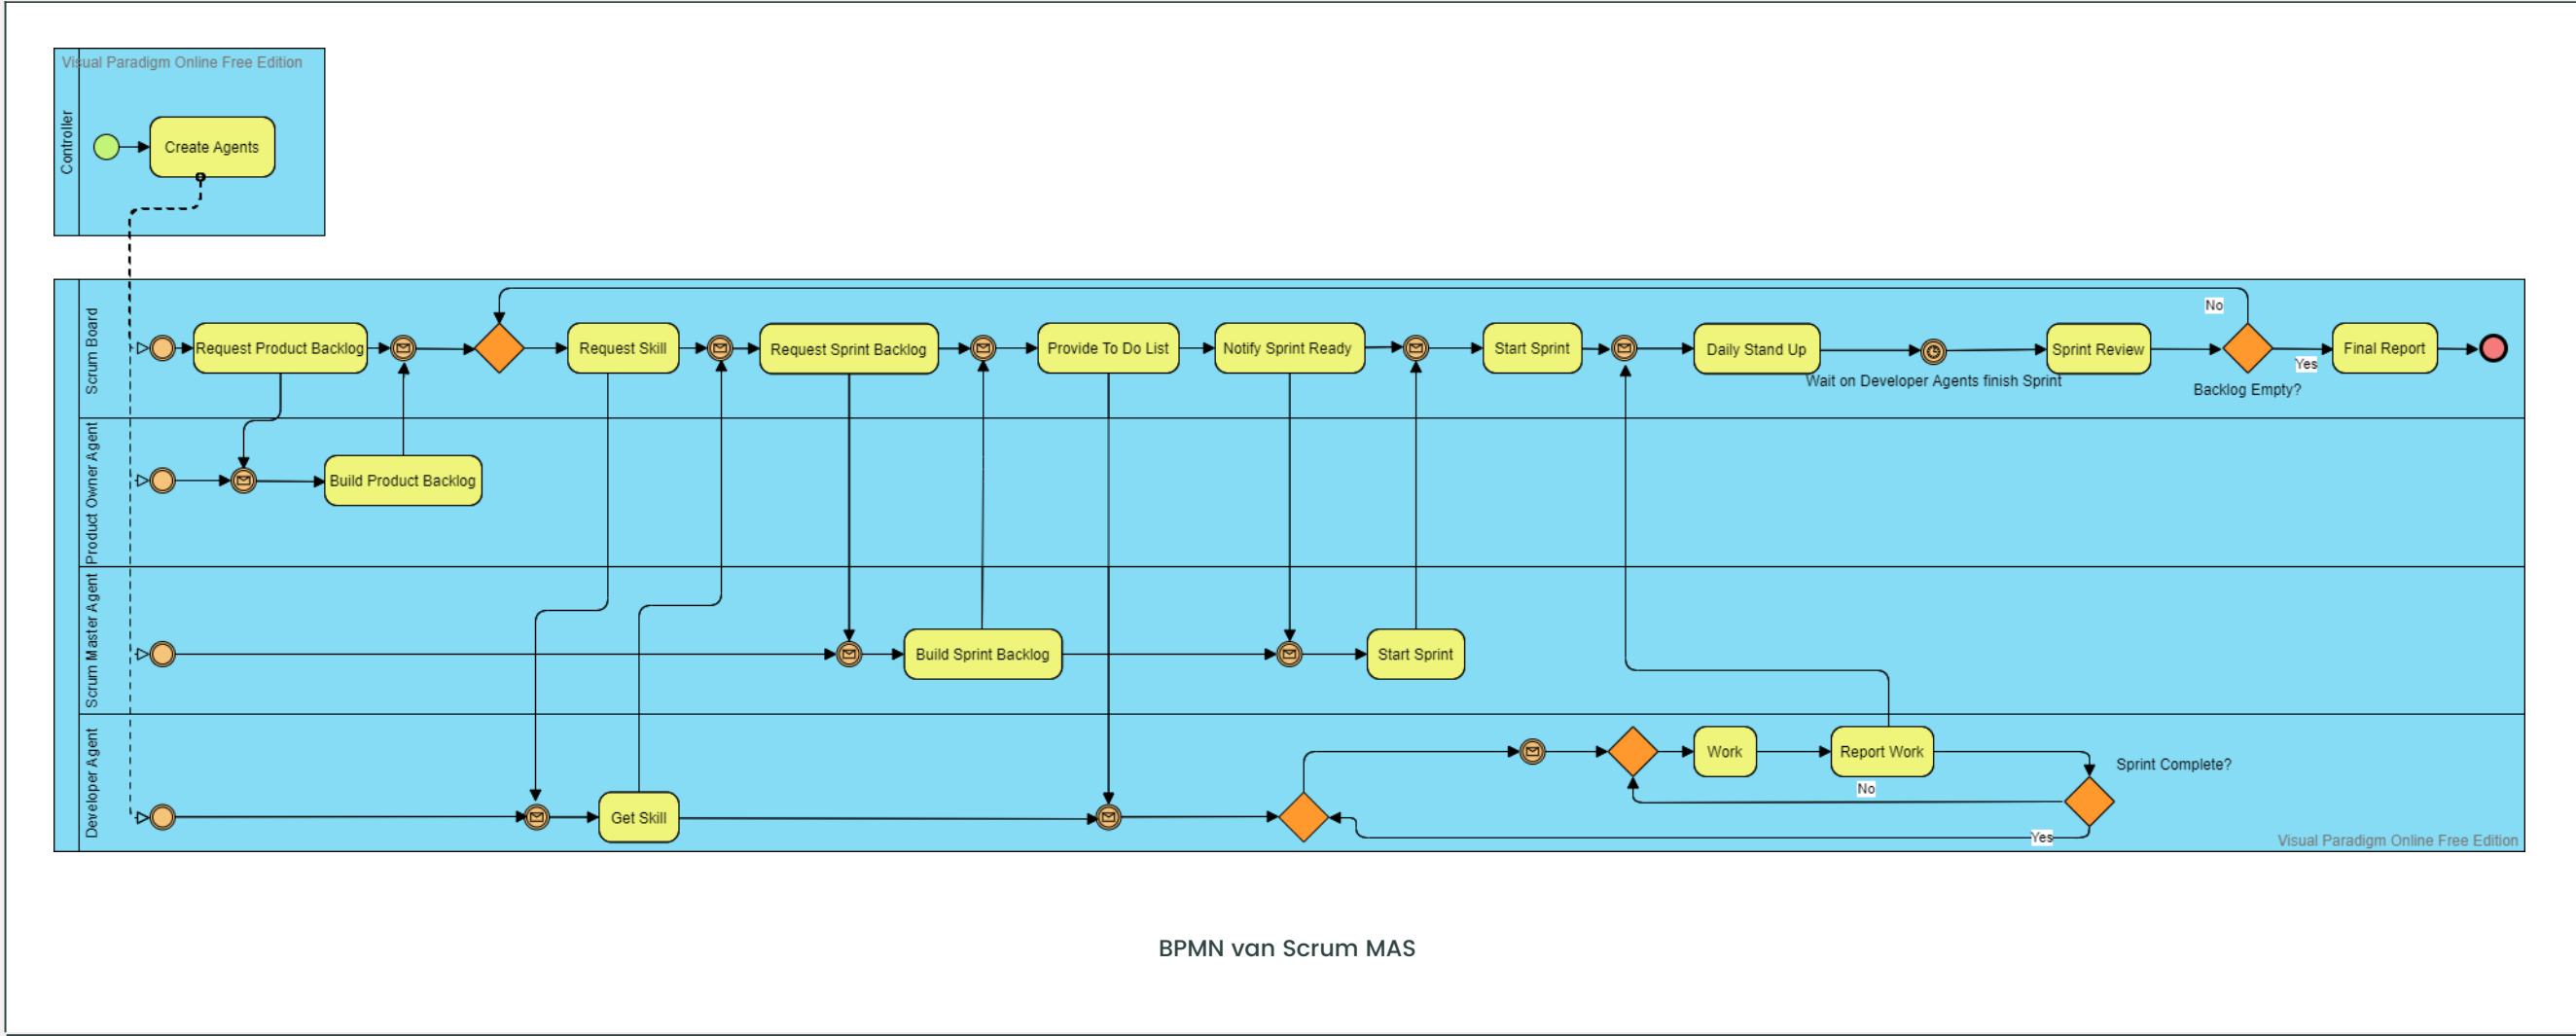 Visual Paradigm Online Free Edition
Controller
Create Agents
Scrum Board
Request Product Backlog
Request Skill
Request Sprint Backlog
Provide To Do List
Notify Sprint Ready
Start Sprint
Daily Stand Up
Wait on Developer Agents finish Sprint
Sprint Review
No
Yes
Backlog Empty?
Final Report
Product Owner Agent
Build Product Backlog
Scrum Master Agent
Build Sprint Backlog
Start Sprint
Developer Agent
Get Skill
Work
Report Work
No
Sprint Complete?
Yes
Visual Paradigm Online Free Edition
BPMN van Scrum MAS